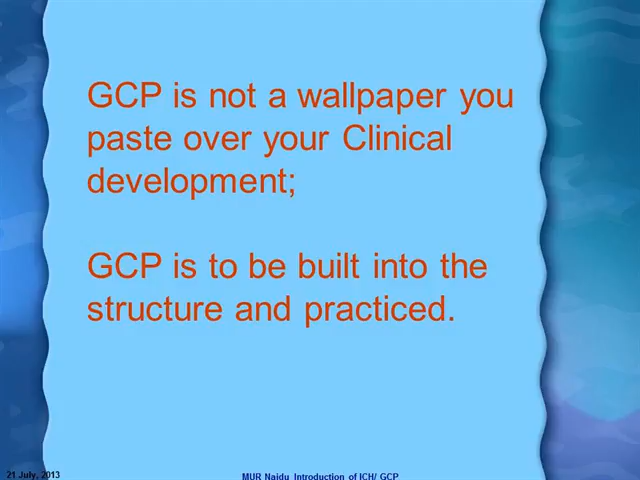 GCP is not a wallpaper you
paste over your Clinical
development;
GCP is to be built into the
structure and practiced.
21 July, 2013
MUR Naidu Introduction of ICH/ GCP